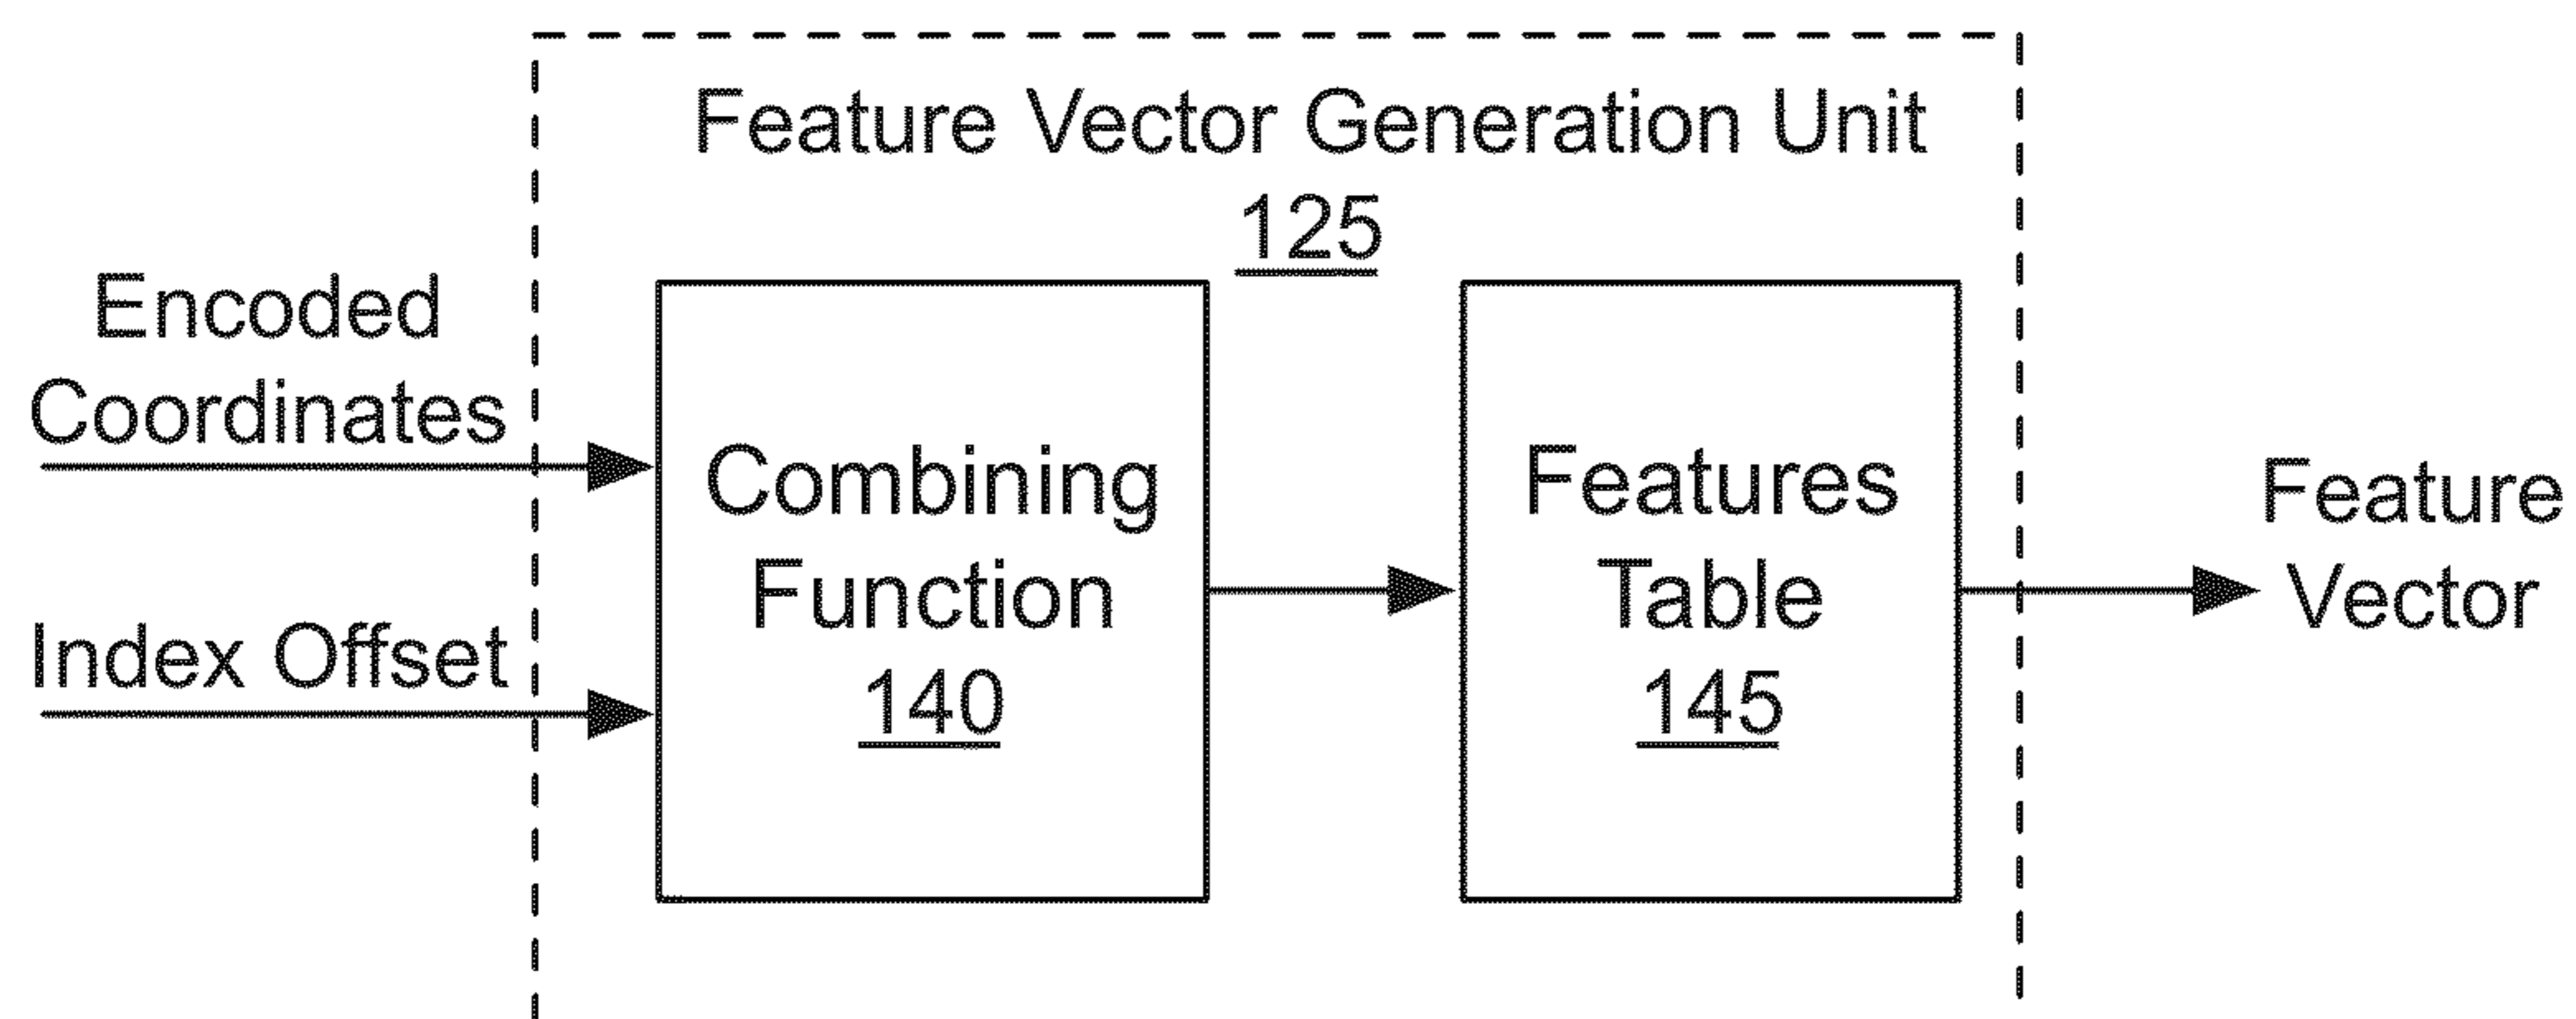 Feature Vector Generation Unit
125
Encoded
Coordinates
Index Offset
Combining
Function
140
Features
Table
145
Feature
Vector